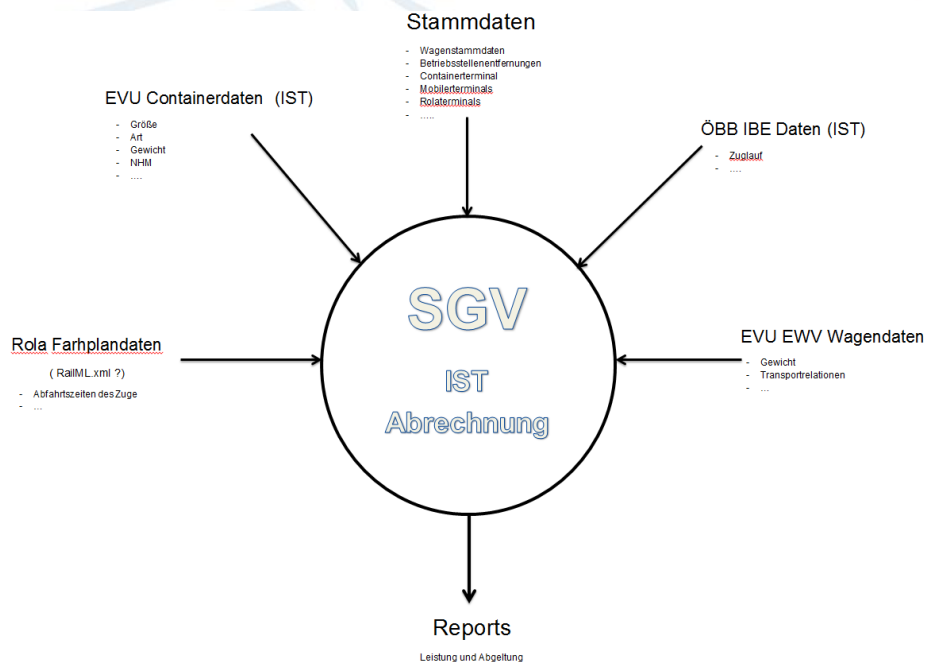 Stammdaten
- Wagenstammdaten
- Betriebsstellenentfernungen
- Containerterminal
- Mobilerterminals
- Rolaterminals
- .....
EVU Containerdaten (IST)
- Größe
- Art
- Gewicht
- NHM
- ....
ÖBB IBE Daten (IST)
- Zuglauf
- ....
SGV
IST
Abrechnung
Rola Farhplandaten
( RailML.xml ?)
- Abfahrtszeiten des Zuge
- ...
EVU EWV Wagendaten
- Gewicht
- Transportrelationen
- ...
Reports
Leistung und Abgeltung